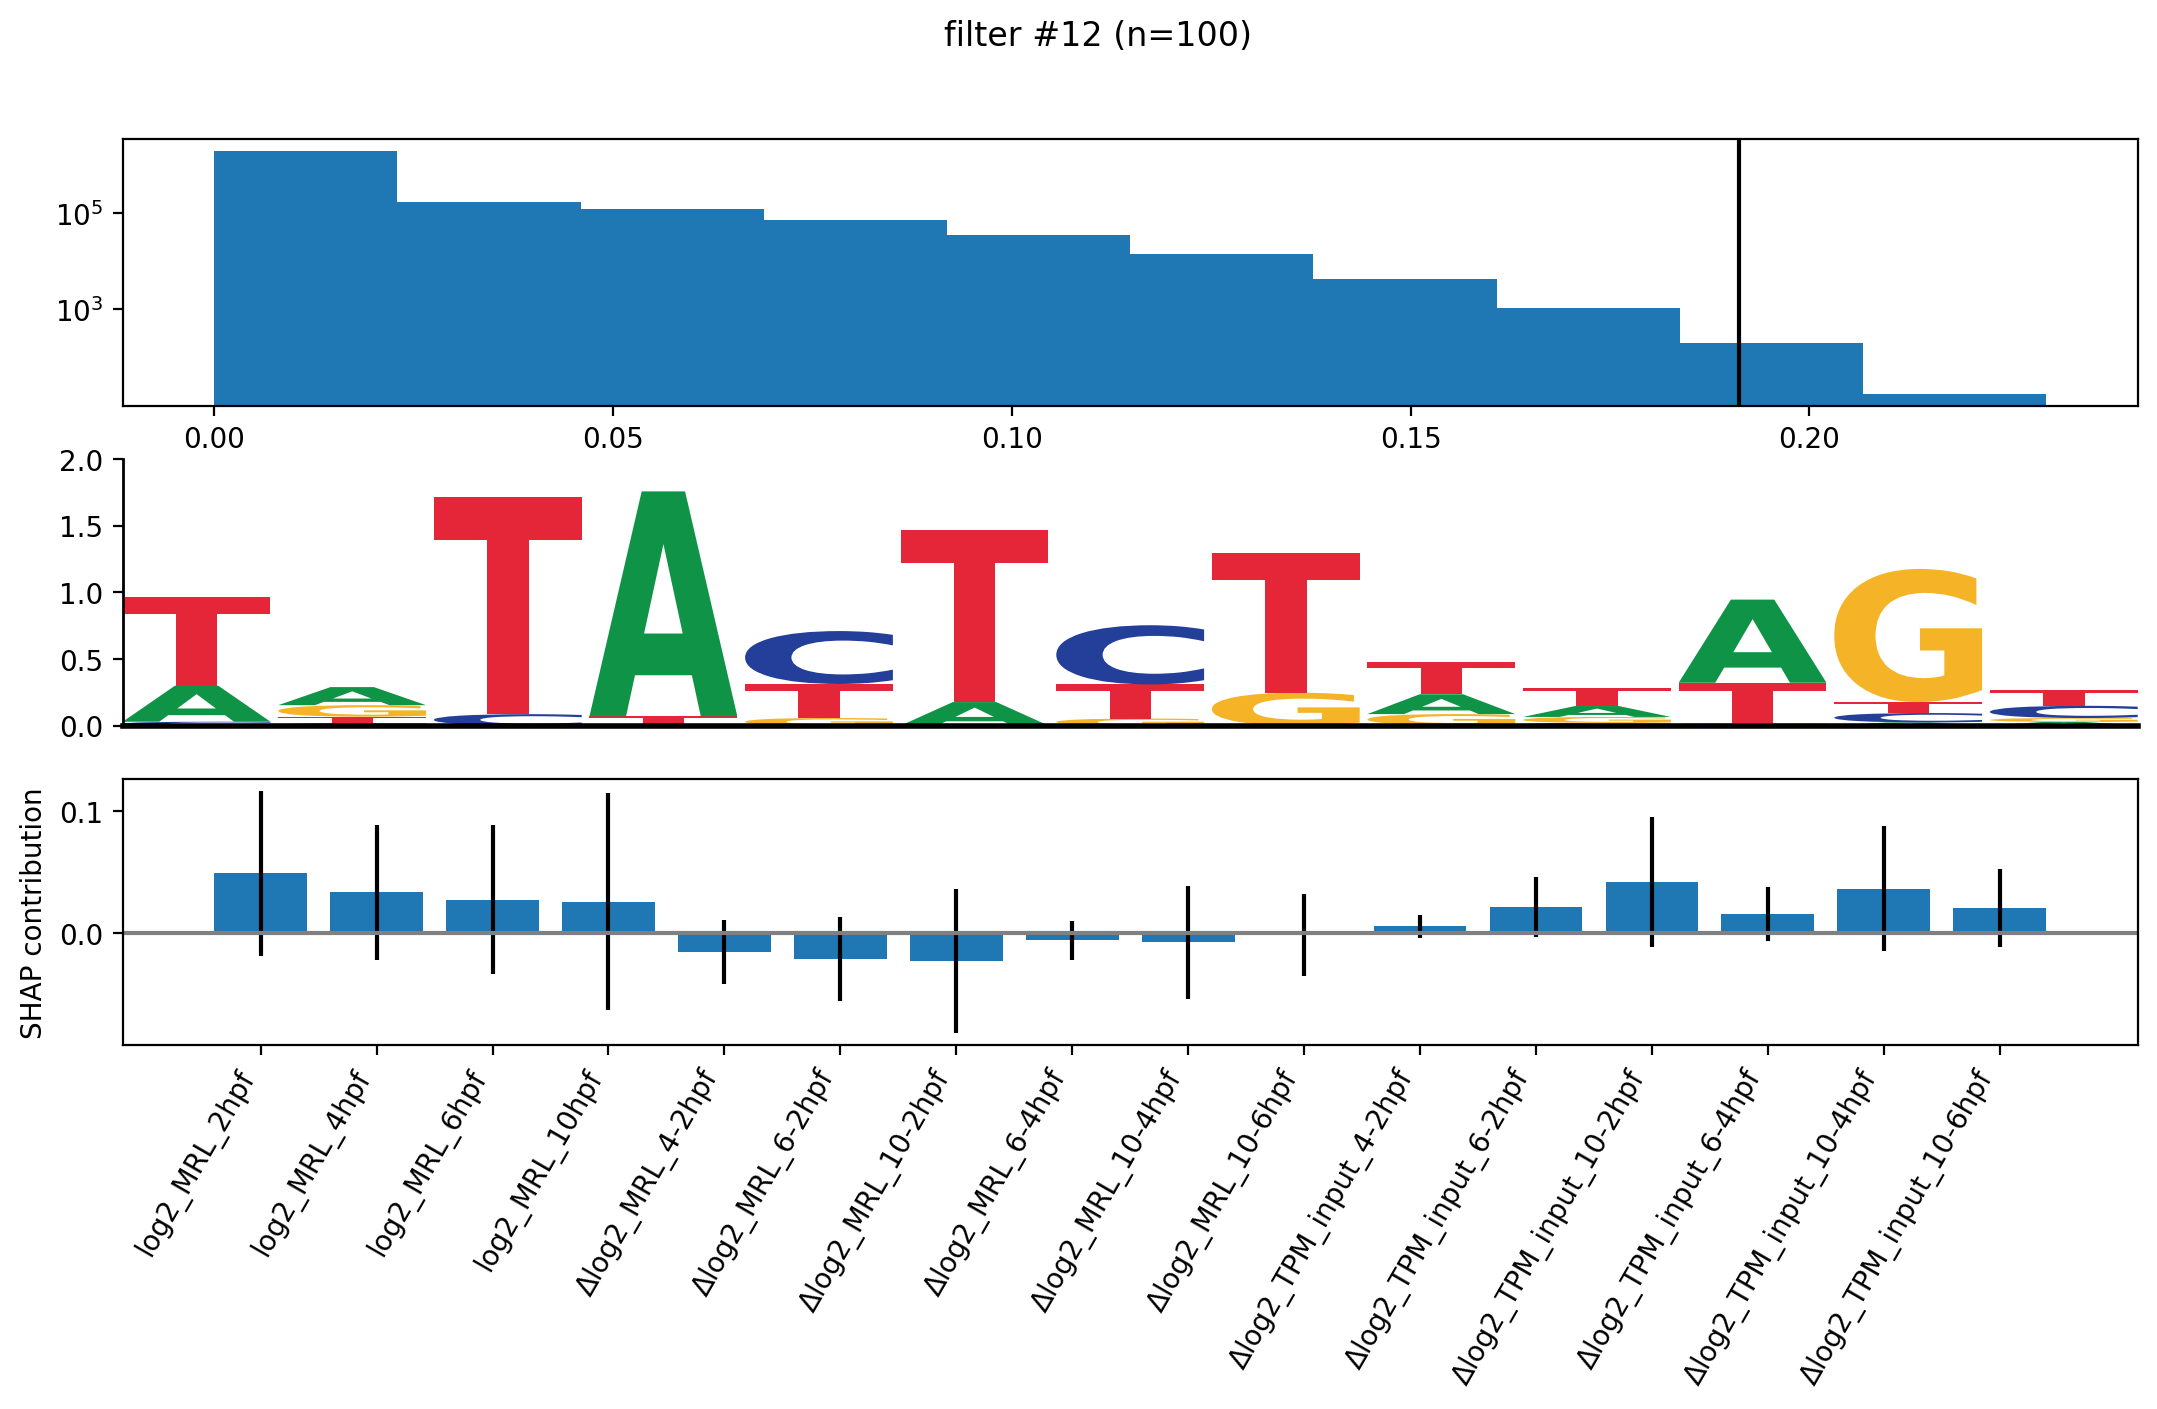 filter #12 (n=100)
10^5
10^3
0.00 0.05 0.10 0.15 0.20
2.0
1.5
1.0
0.5
0.0
T A T A C T C T T T A G T
A G C T T A T G A A T T C
T G G G G C G
SHAP contribution
0.1
0.0
log2_MRL_2hpf
log2_MRL_4hpf
log2_MRL_6hpf
log2_MRL_10hpf
Δlog2_MRL_4-2hpf
Δlog2_MRL_6-2hpf
Δlog2_MRL_10-2hpf
Δlog2_MRL_6-4hpf
Δlog2_MRL_10-4hpf
Δlog2_MRL_10-6hpf
Δlog2_TPM_input_4-2hpf
Δlog2_TPM_input_6-2hpf
Δlog2_TPM_input_10-2hpf
Δlog2_TPM_input_6-4hpf
Δlog2_TPM_input_10-4hpf
Δlog2_TPM_input_10-6hpf